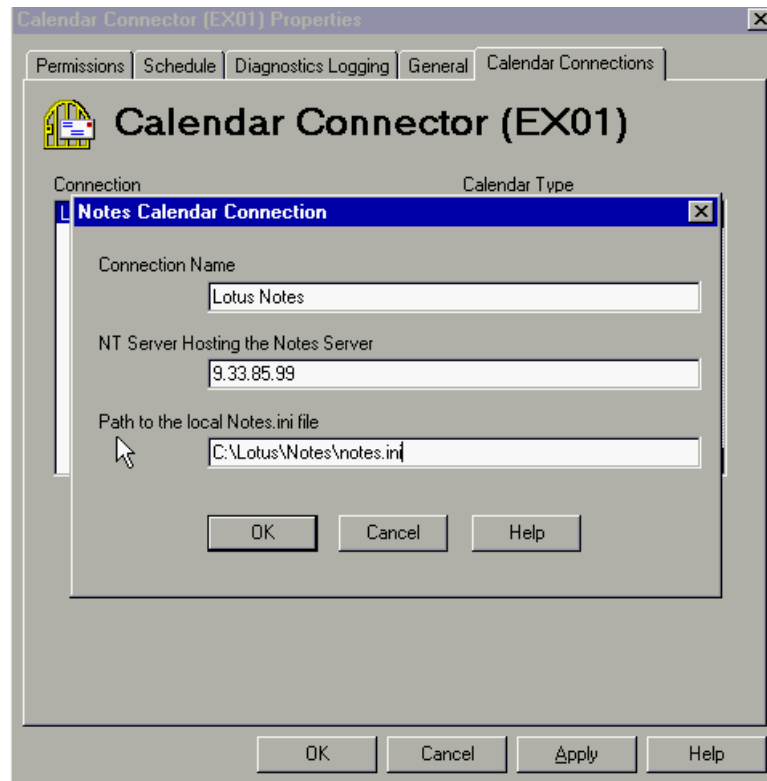 Calendar Connector (EX01) Properties
Permissions Schedule Diagnostics Logging General Calendar Connections
Calendar Connector (EX01)
Connection Calendar Type
L
Notes Calendar Connection
Connection Name
Lotus Notes
NT Server Hosting the Notes Server
9.33.85.99
Path to the local Notes.ini file
C:\Lotus\Notes\notes.ini
OK Cancel Help
OK Cancel Apply Help